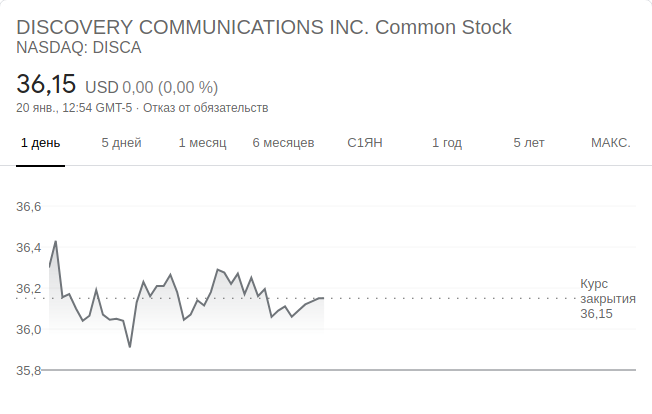 DISCOVERY COMMUNICATIONS INC. Common Stock
NASDAQ: DISCA
36,15 USD 0,00 (0,00 %)
20 янв., 12:54 GMT-5 · Отказ от обязательств
1 день 5 дней 1 месяц 6 месяцев С1ЯН 1 год 5 лет МАКС.
36,6
36,4
36,2
36,0
35,8
Курс
закрытия
36,15